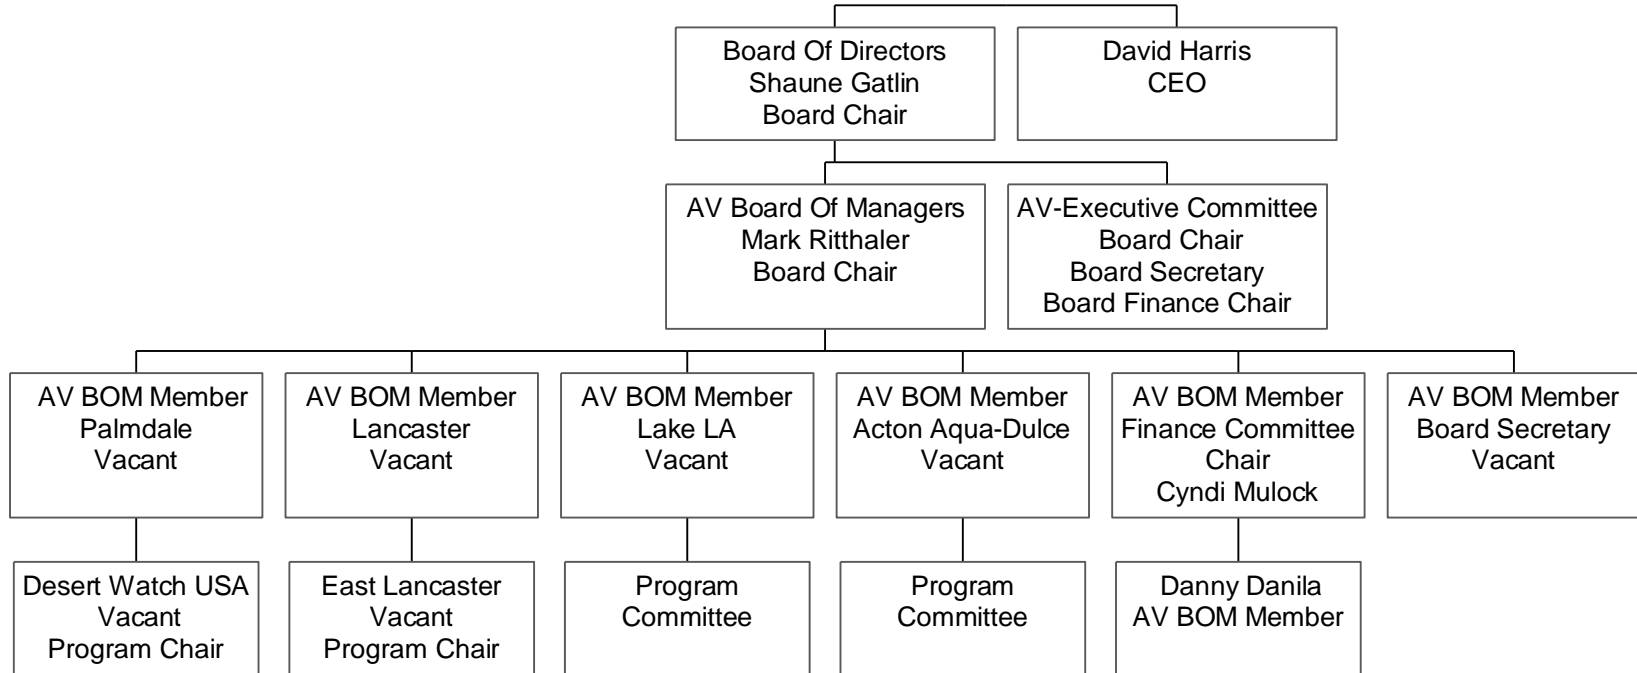 Board Of Directors
Shaune Gatlin
Board Chair
David Harris
CEO
AV Board Of Managers
Mark Ritthaler
Board Chair
AV-Executive Committee
Board Chair
Board Secretary
Board Finance Chair
AV BOM Member
Palmdale
Vacant
AV BOM Member
Lancaster
Vacant
AV BOM Member
Lake LA
Vacant
AV BOM Member
Acton Aqua-Dulce
Vacant
AV BOM Member
Finance Committee
Chair
Cyndi Mulock
AV BOM Member
Board Secretary
Vacant
Desert Watch USA
Vacant
Program Chair
East Lancaster
Vacant
Program Chair
Program
Committee
Program
Committee
Danny Danila
AV BOM Member